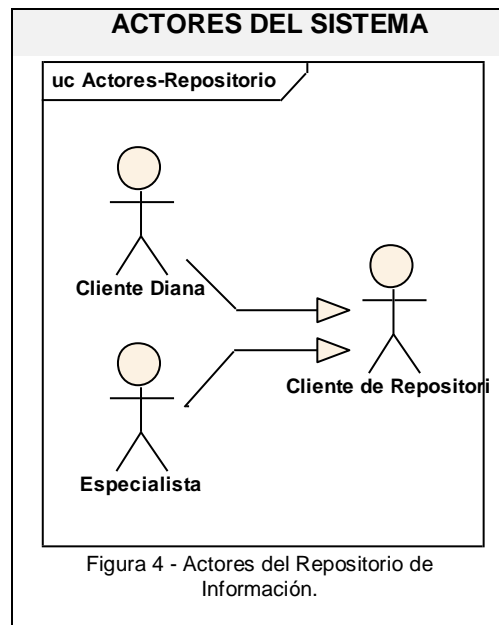 ACTORES DEL SISTEMA
uc Actores-Repositorio
Cliente Diana
Cliente de Repositori
Especialista
Figura 4 - Actores del Repositorio de
Información.